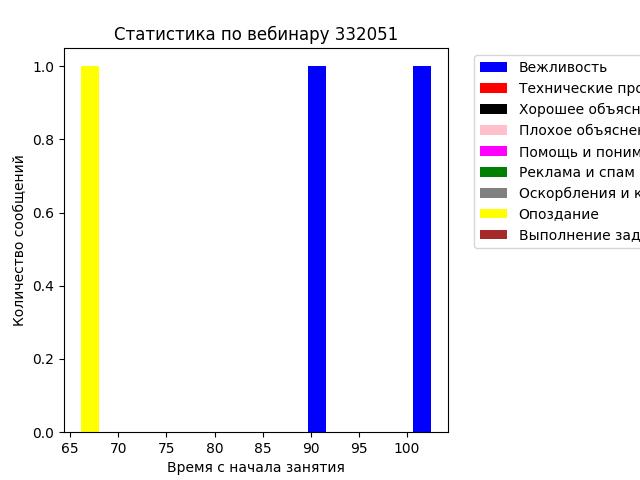 Статистика по вебинару 332051
Количество сообщений
1.0
0.8
0.6
0.4
0.2
0.0
65 70 75 80 85 90 95 100
Время с начала занятия
Вежливость
Технические про
Хорошее объясн
Плохое объяснен
Помощь и поним
Реклама и спам
Оскорбления и к
Опоздание
Выполнение зад